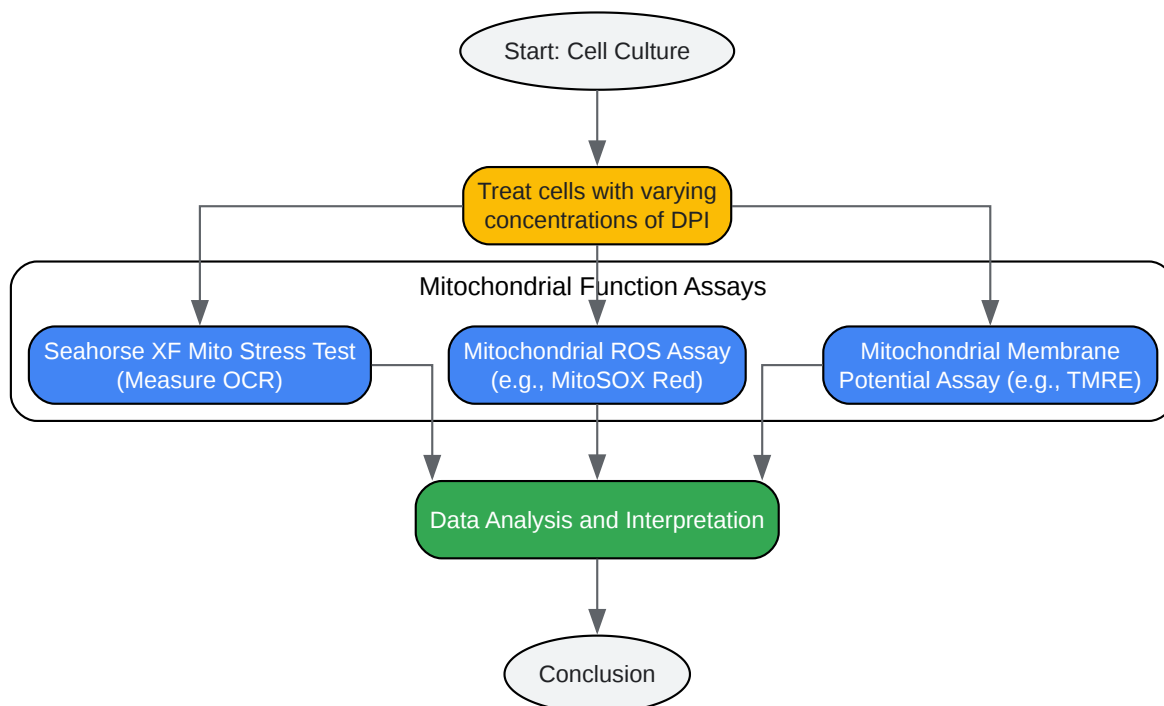 Start: Cell Culture
Treat cells with varying
concentrations of DPI
Mitochondrial Function Assays
Seahorse XF Mito Stress Test
(Measure OCR)
Mitochondrial ROS Assay
(e.g., MitoSOX Red)
Mitochondrial Membrane
Potential Assay (e.g., TMRE)
Data Analysis and Interpretation
Conclusion